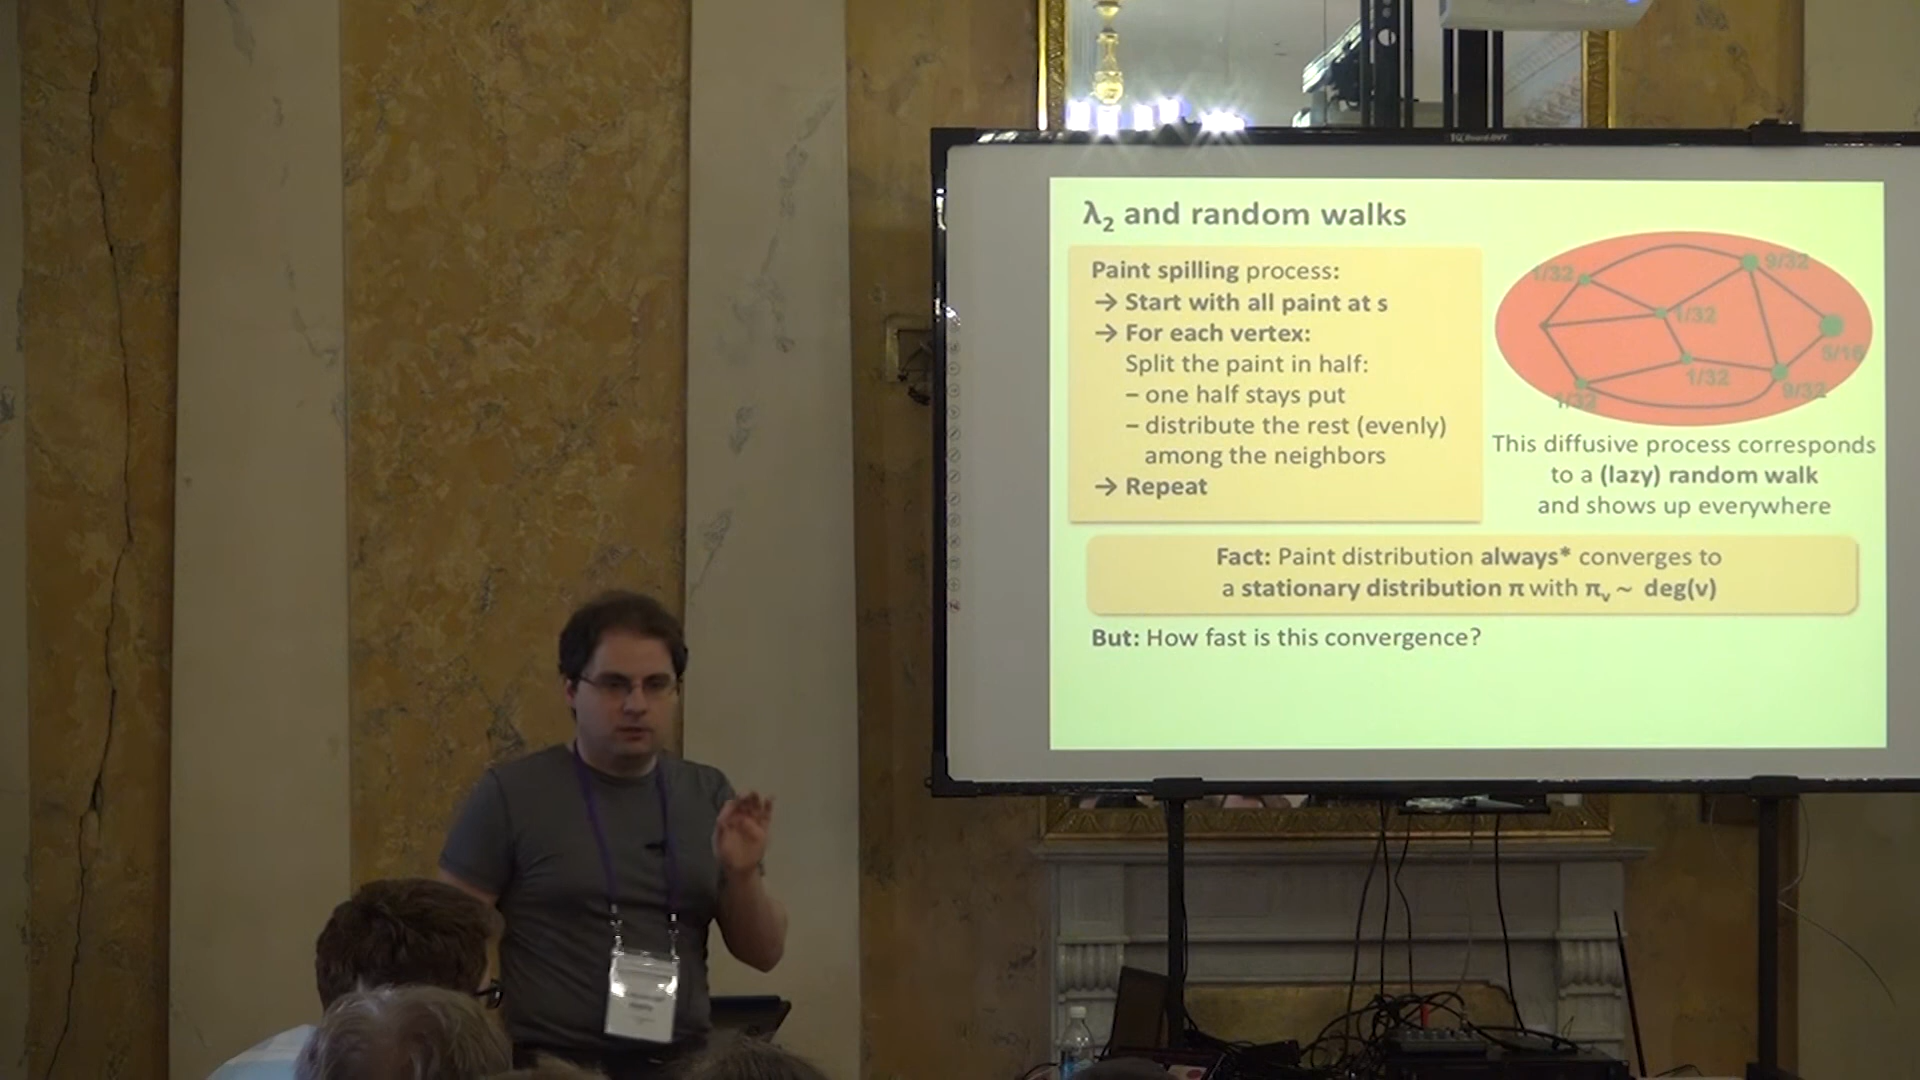 λ₂ and random walks
Paint spilling process:
→ Start with all paint at s
→ For each vertex:
Split the paint in half:
– one half stays put
– distribute the rest (evenly)
among the neighbors
→ Repeat
1/32
9/32
1/32
5/16
1/32
9/32
1/32
This diffusive process corresponds
to a (lazy) random walk
and shows up everywhere
Fact: Paint distribution always* converges to
a stationary distribution π with πᵥ ~ deg(v)
But: How fast is this convergence?